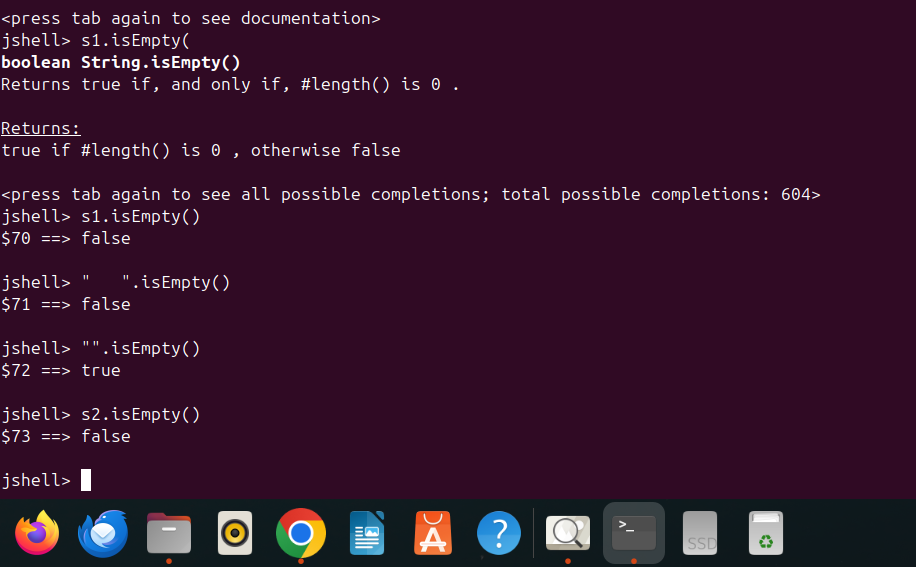 <press tab again to see documentation>
jshell> s1.isEmpty(
boolean String.isEmpty()
Returns true if, and only if, #length() is 0 .
Returns:
true if #length() is 0 , otherwise false
<press tab again to see all possible completions; total possible completions: 604>
jshell> s1.isEmpty()
$70 ==> false
jshell> "   ".isEmpty()
$71 ==> false
jshell> "".isEmpty()
$72 ==> true
jshell> s2.isEmpty()
$73 ==> false
jshell>
>_
SSD